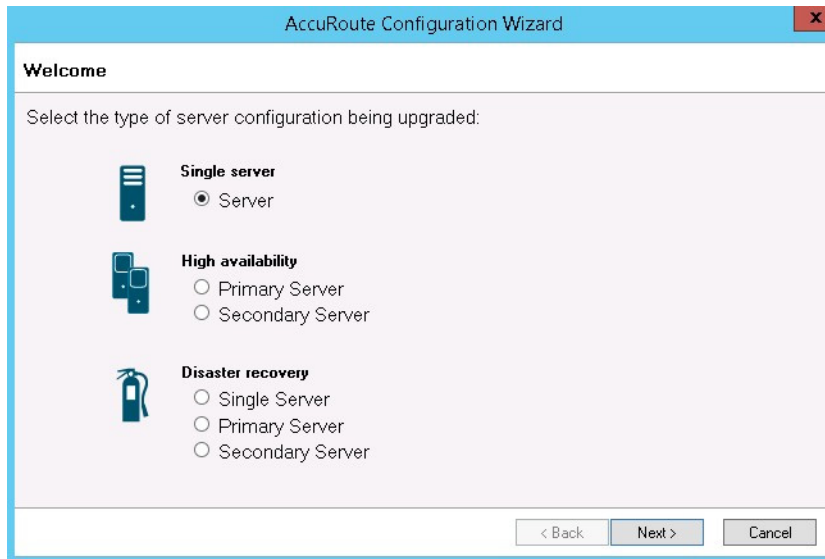 AccuRoute Configuration Wizard
x
Welcome
Select the type of server configuration being upgraded:
Single server
Server
High availability
Primary Server
Secondary Server
Disaster recovery
Single Server
Primary Server
Secondary Server
< Back Next > Cancel